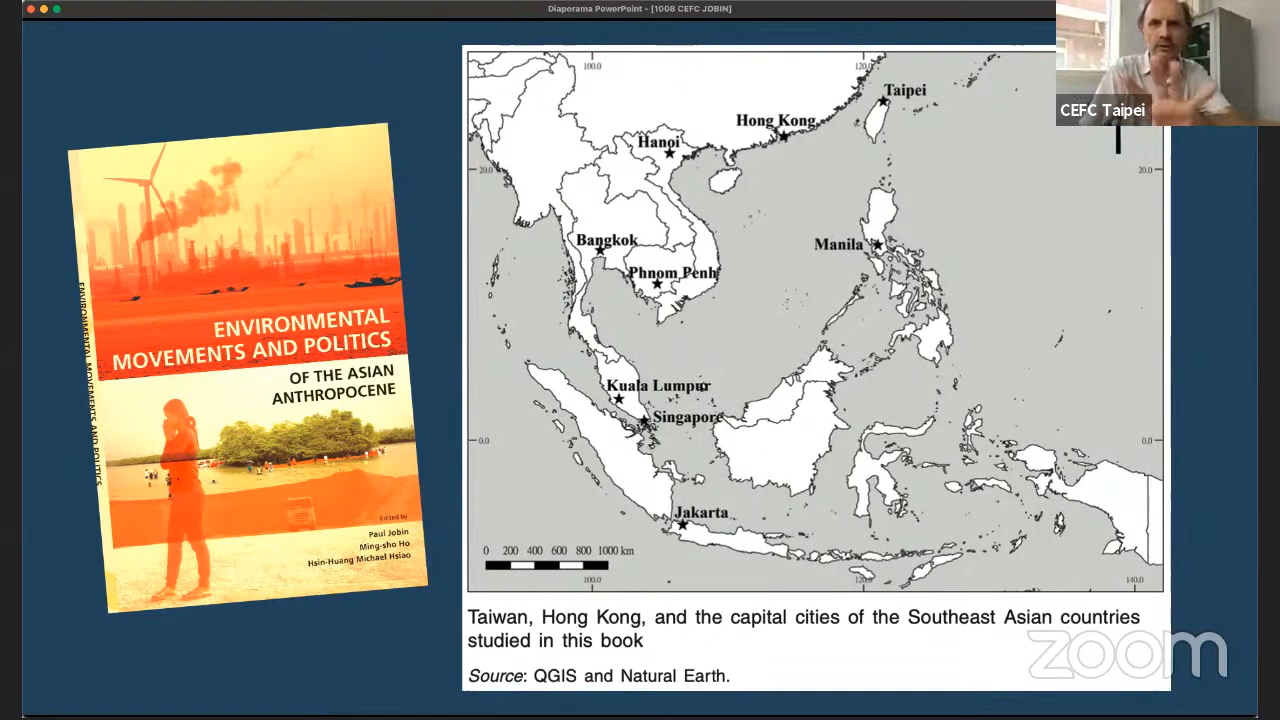 Diaporama PowerPoint - [1008 CEFC JOBIN]
CEFC Taipei
ENVIRONMENTAL MOVEMENTS AND POLITICS
ENVIRONMENTAL
MOVEMENTS AND POLITICS
OF THE ASIAN
ANTHROPOCENE
Edited by
Paul Jobin
Ming-sho Ho
Hsin-Huang Michael Hsiao
100.0
120.0
Taipei
Hong Kong
Hanoi
20.0
20.0
Bangkok
Manila
Phnom Penh
Kuala Lumpur
Singapore
0.0
0.0
Jakarta
0 200 400 600 800 1000 km
100.0
120.0
140.0
Taiwan, Hong Kong, and the capital cities of the Southeast Asian countries
studied in this book
Source: QGIS and Natural Earth.
zoom